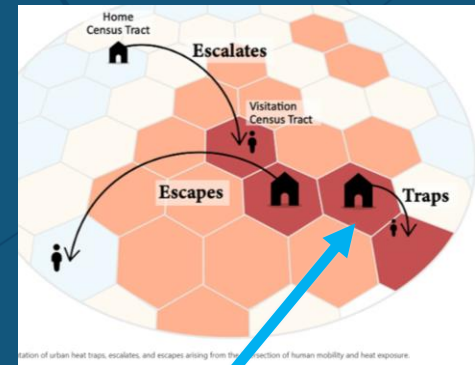 Home
Census Tract
Escalates
Visitation
Census Tract
Escapes
Traps
tation of urban heat traps, escalates, and escapes arising from the section of human mobility and heat exposure.